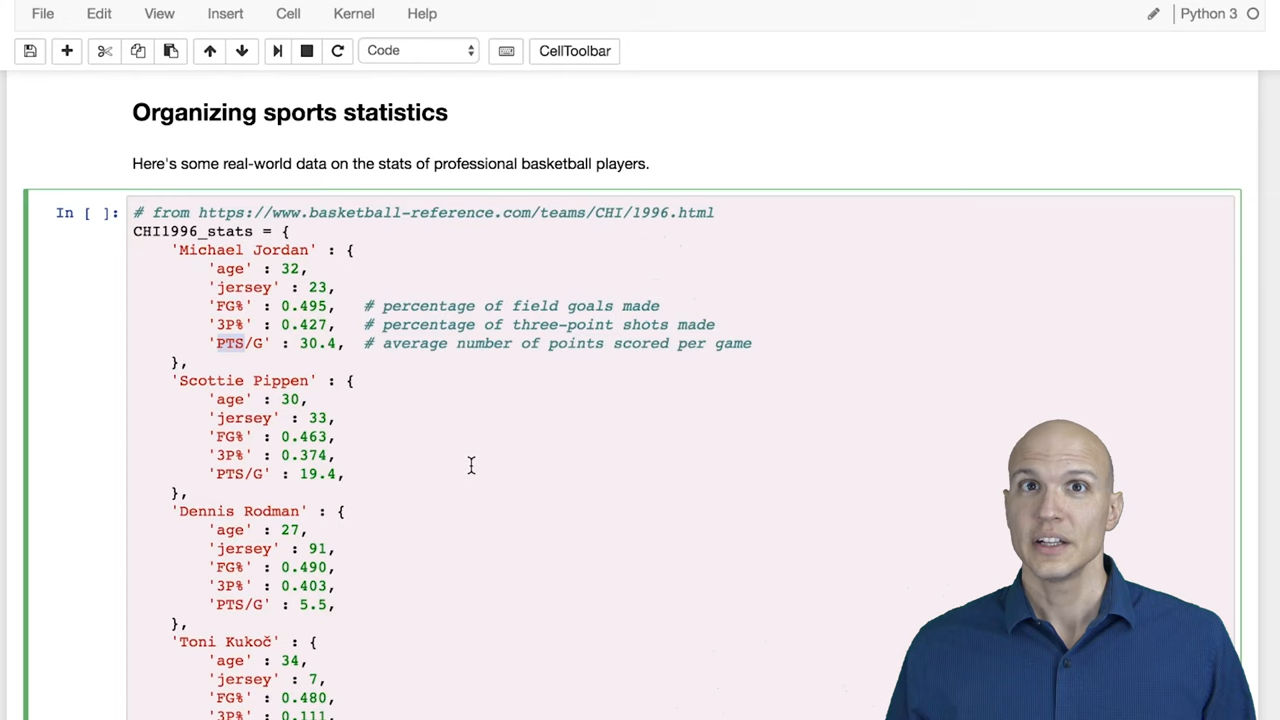 File Edit View Insert Cell Kernel Help Python 3
Code CellToolbar
Organizing sports statistics
Here's some real-world data on the stats of professional basketball players.
In [ ]: # from https://www.basketball-reference.com/teams/CHI/1996.html
CHI1996_stats = {
'Michael Jordan' : {
'age' : 32,
'jersey' : 23,
'FG%' : 0.495, # percentage of field goals made
'3P%' : 0.427, # percentage of three-point shots made
'PTS/G' : 30.4, # average number of points scored per game
},
'Scottie Pippen' : {
'age' : 30,
'jersey' : 33,
'FG%' : 0.463,
'3P%' : 0.374,
'PTS/G' : 19.4,
},
'Dennis Rodman' : {
'age' : 27,
'jersey' : 91,
'FG%' : 0.490,
'3P%' : 0.403,
'PTS/G' : 5.5,
},
'Toni Kukoč' : {
'age' : 34,
'jersey' : 7,
'FG%' : 0.480,
'3P%' : 0.111,